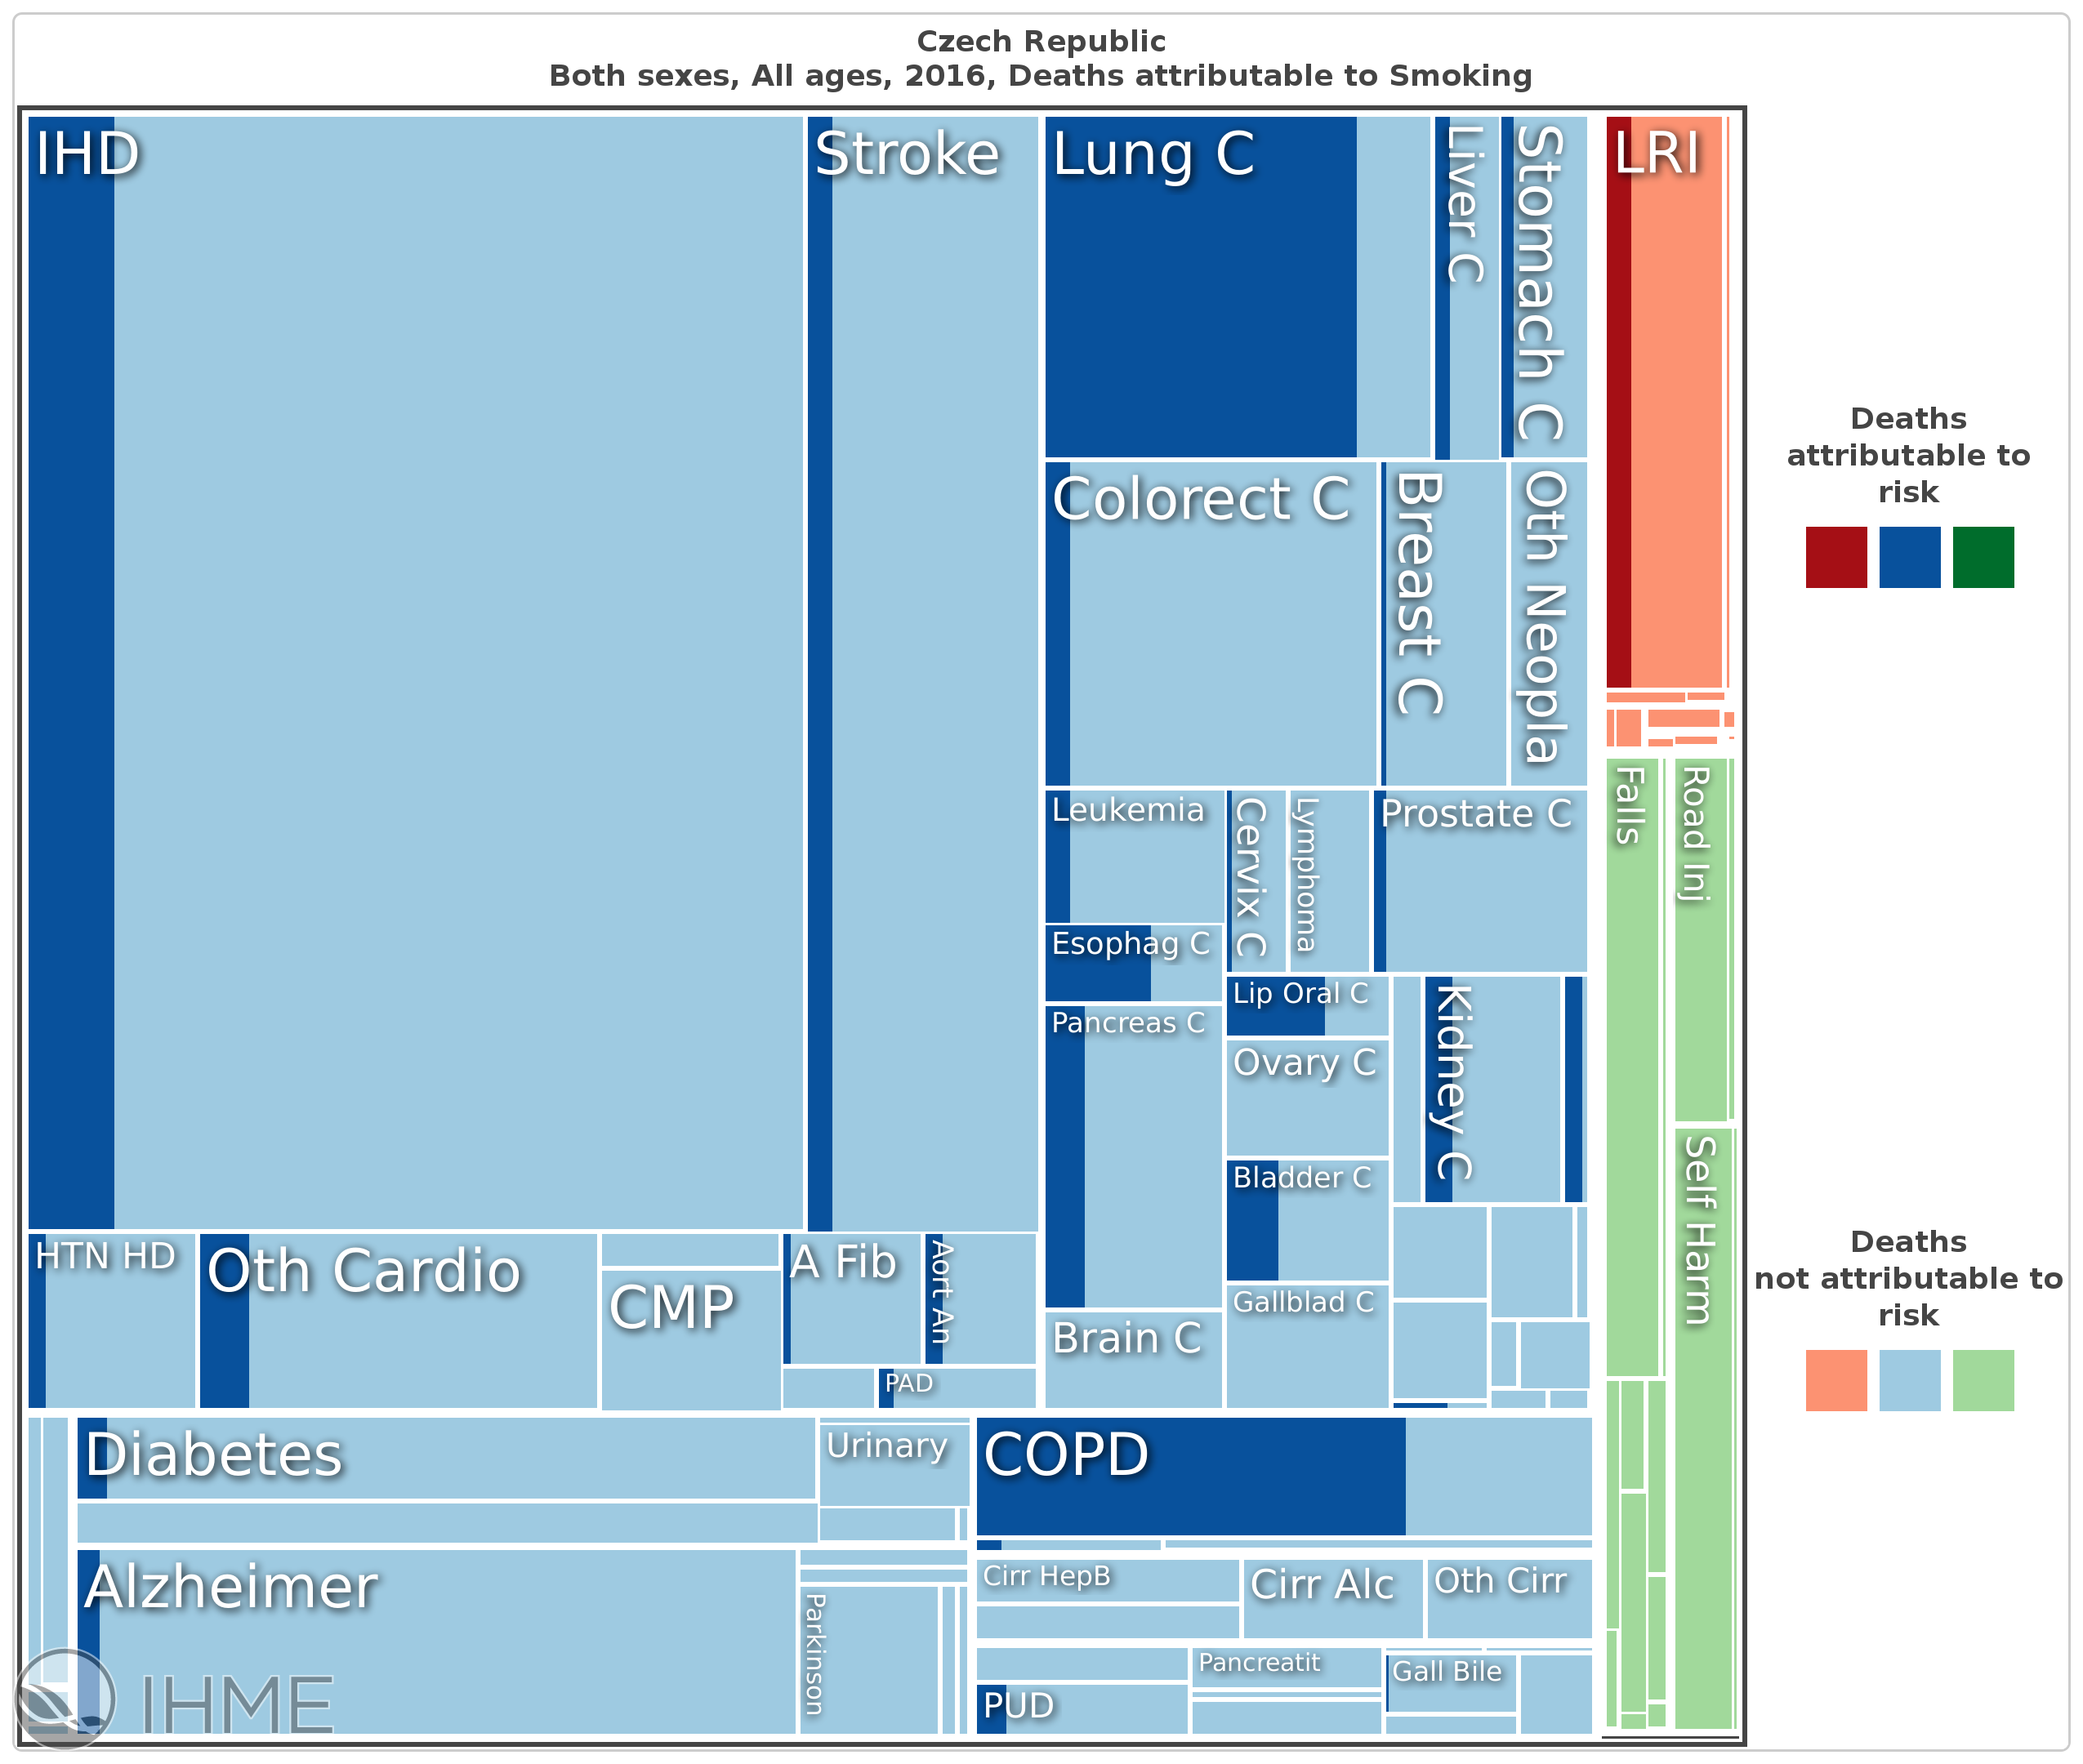 Czech Republic
Both sexes, All ages, 2016, Deaths attributable to Smoking
IHD
Stroke
Lung C
Liver C
Stomach C
LRI
Colorect C
Breast C
Oth Neopla
Leukemia
Cervix C
Lymphoma
Prostate C
Falls
Road Inj
Esophag C
Lip Oral C
Kidney C
Pancreas C
Ovary C
Bladder C
Self Harm
HTN HD
Oth Cardio
CMP
A Fib
Aort An
Gallblad C
Brain C
PAD
Diabetes
Urinary
COPD
Alzheimer
Parkinson
Cirr HepB
Cirr Alc
Oth Cirr
Pancreatit
Gall Bile
PUD
IHME
Deaths
attributable to
risk
Deaths
not attributable to
risk